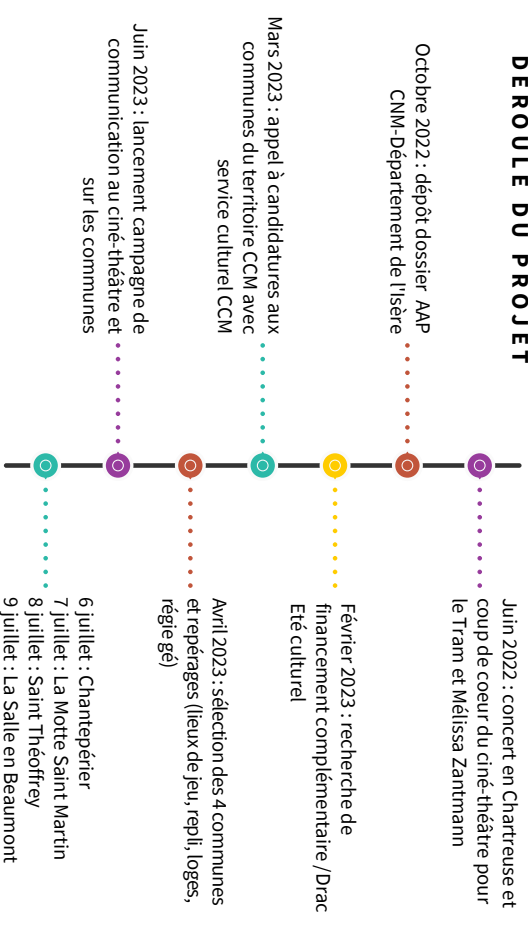 DEROULE DU PROJET
Juin 2022 : concert en Chartreuse et
coup de coeur du ciné-théâtre pour
le Tram et Mélissa Zantmann
Octobre 2022 : dépôt dossier AAP
CNM-Département de l'Isère
Février 2023 : recherche de
financement complémentaire /Drac
Eté culturel
Mars 2023 : appel à candidatures aux
communes du territoire CCM avec
service culturel CCM
Avril 2023 : sélection des 4 communes
et repérages (lieux de jeu, repli, loges,
régie gé)
Juin 2023 : lancement campagne de
communication au ciné-théâtre et
sur les communes
6 juillet : Chantepérier
7 juillet : La Motte Saint Martin
8 juillet : Saint Théoffrey
9 juillet : La Salle en Beaumont